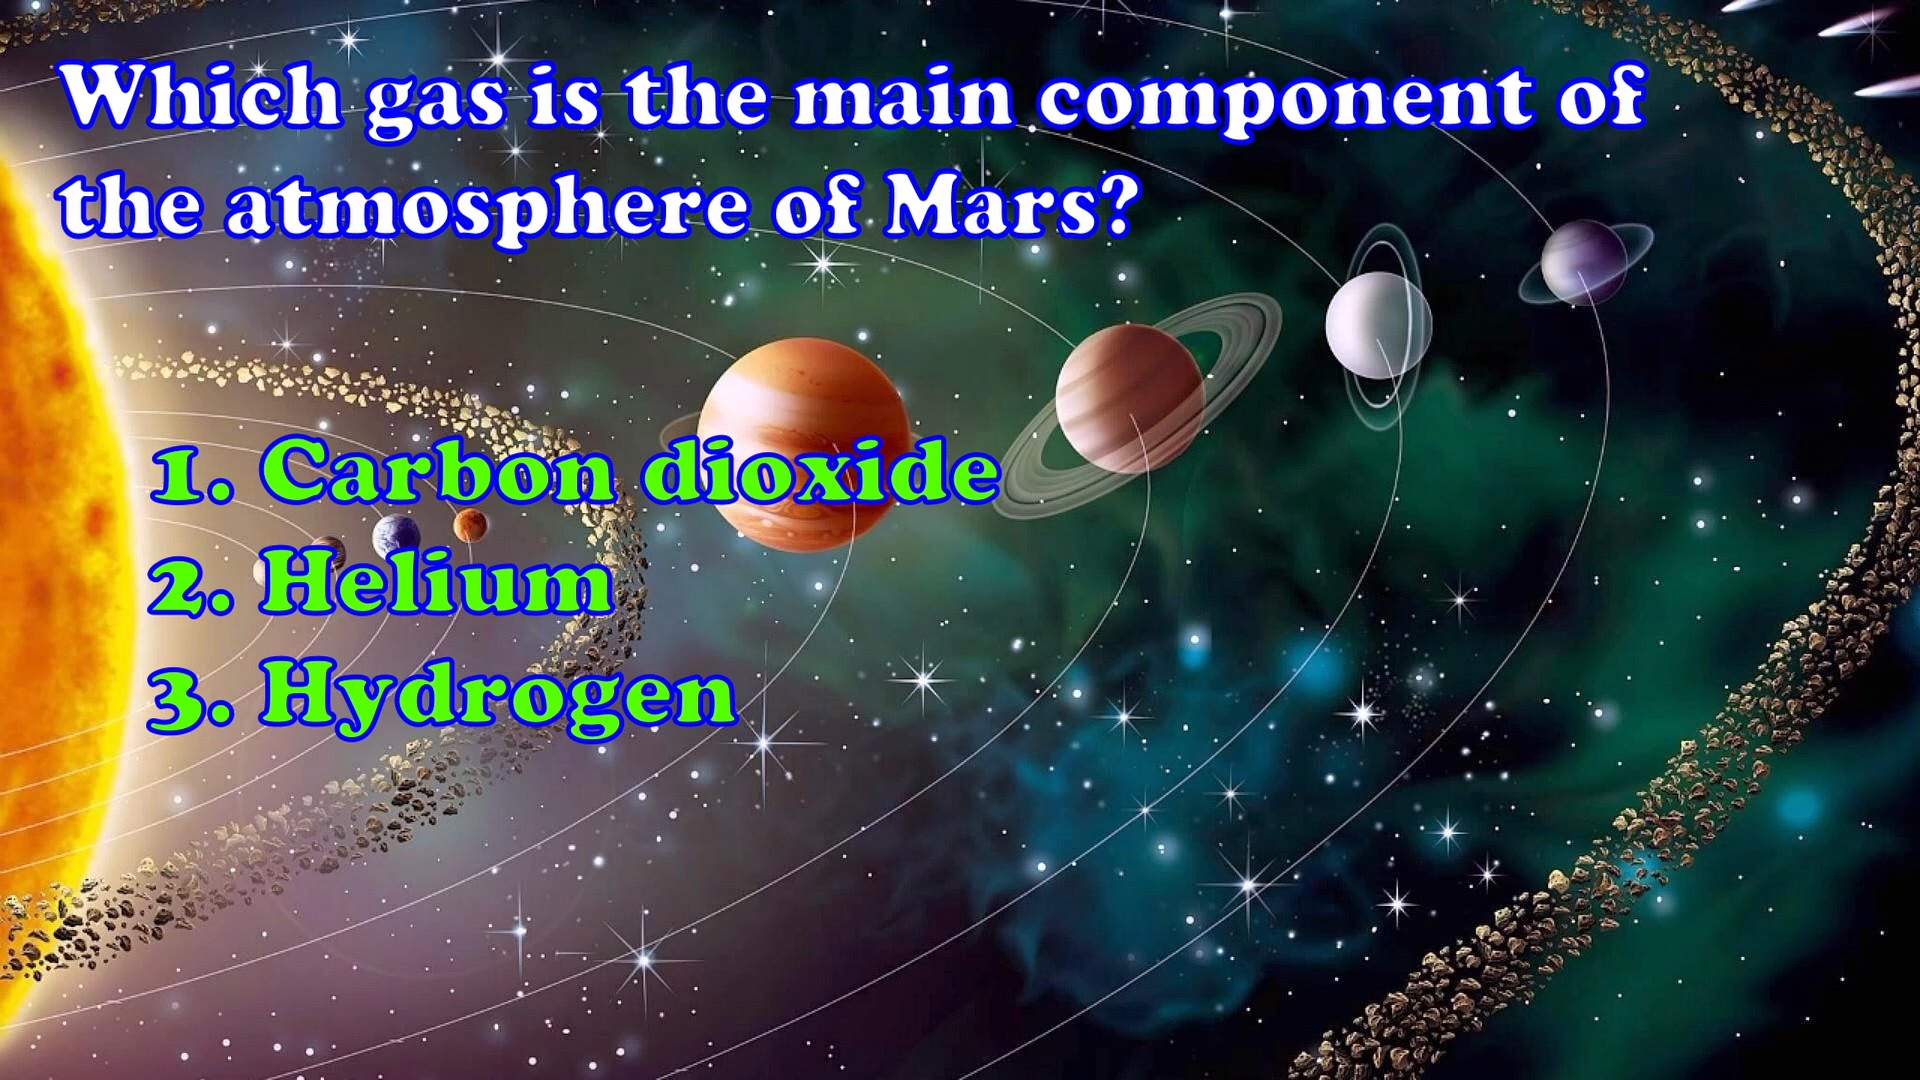 Which gas is the main component of
the atmosphere of Mars?
1. Carbon dioxide
2. Helium
3. Hydrogen